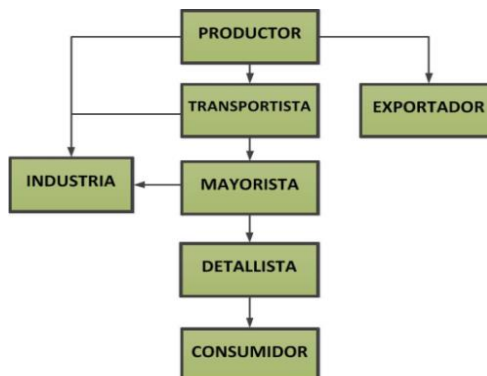 PRODUCTOR
TRANSPORTISTA
EXPORTADOR
INDUSTRIA
MAYORISTA
DETALLISTA
CONSUMIDOR